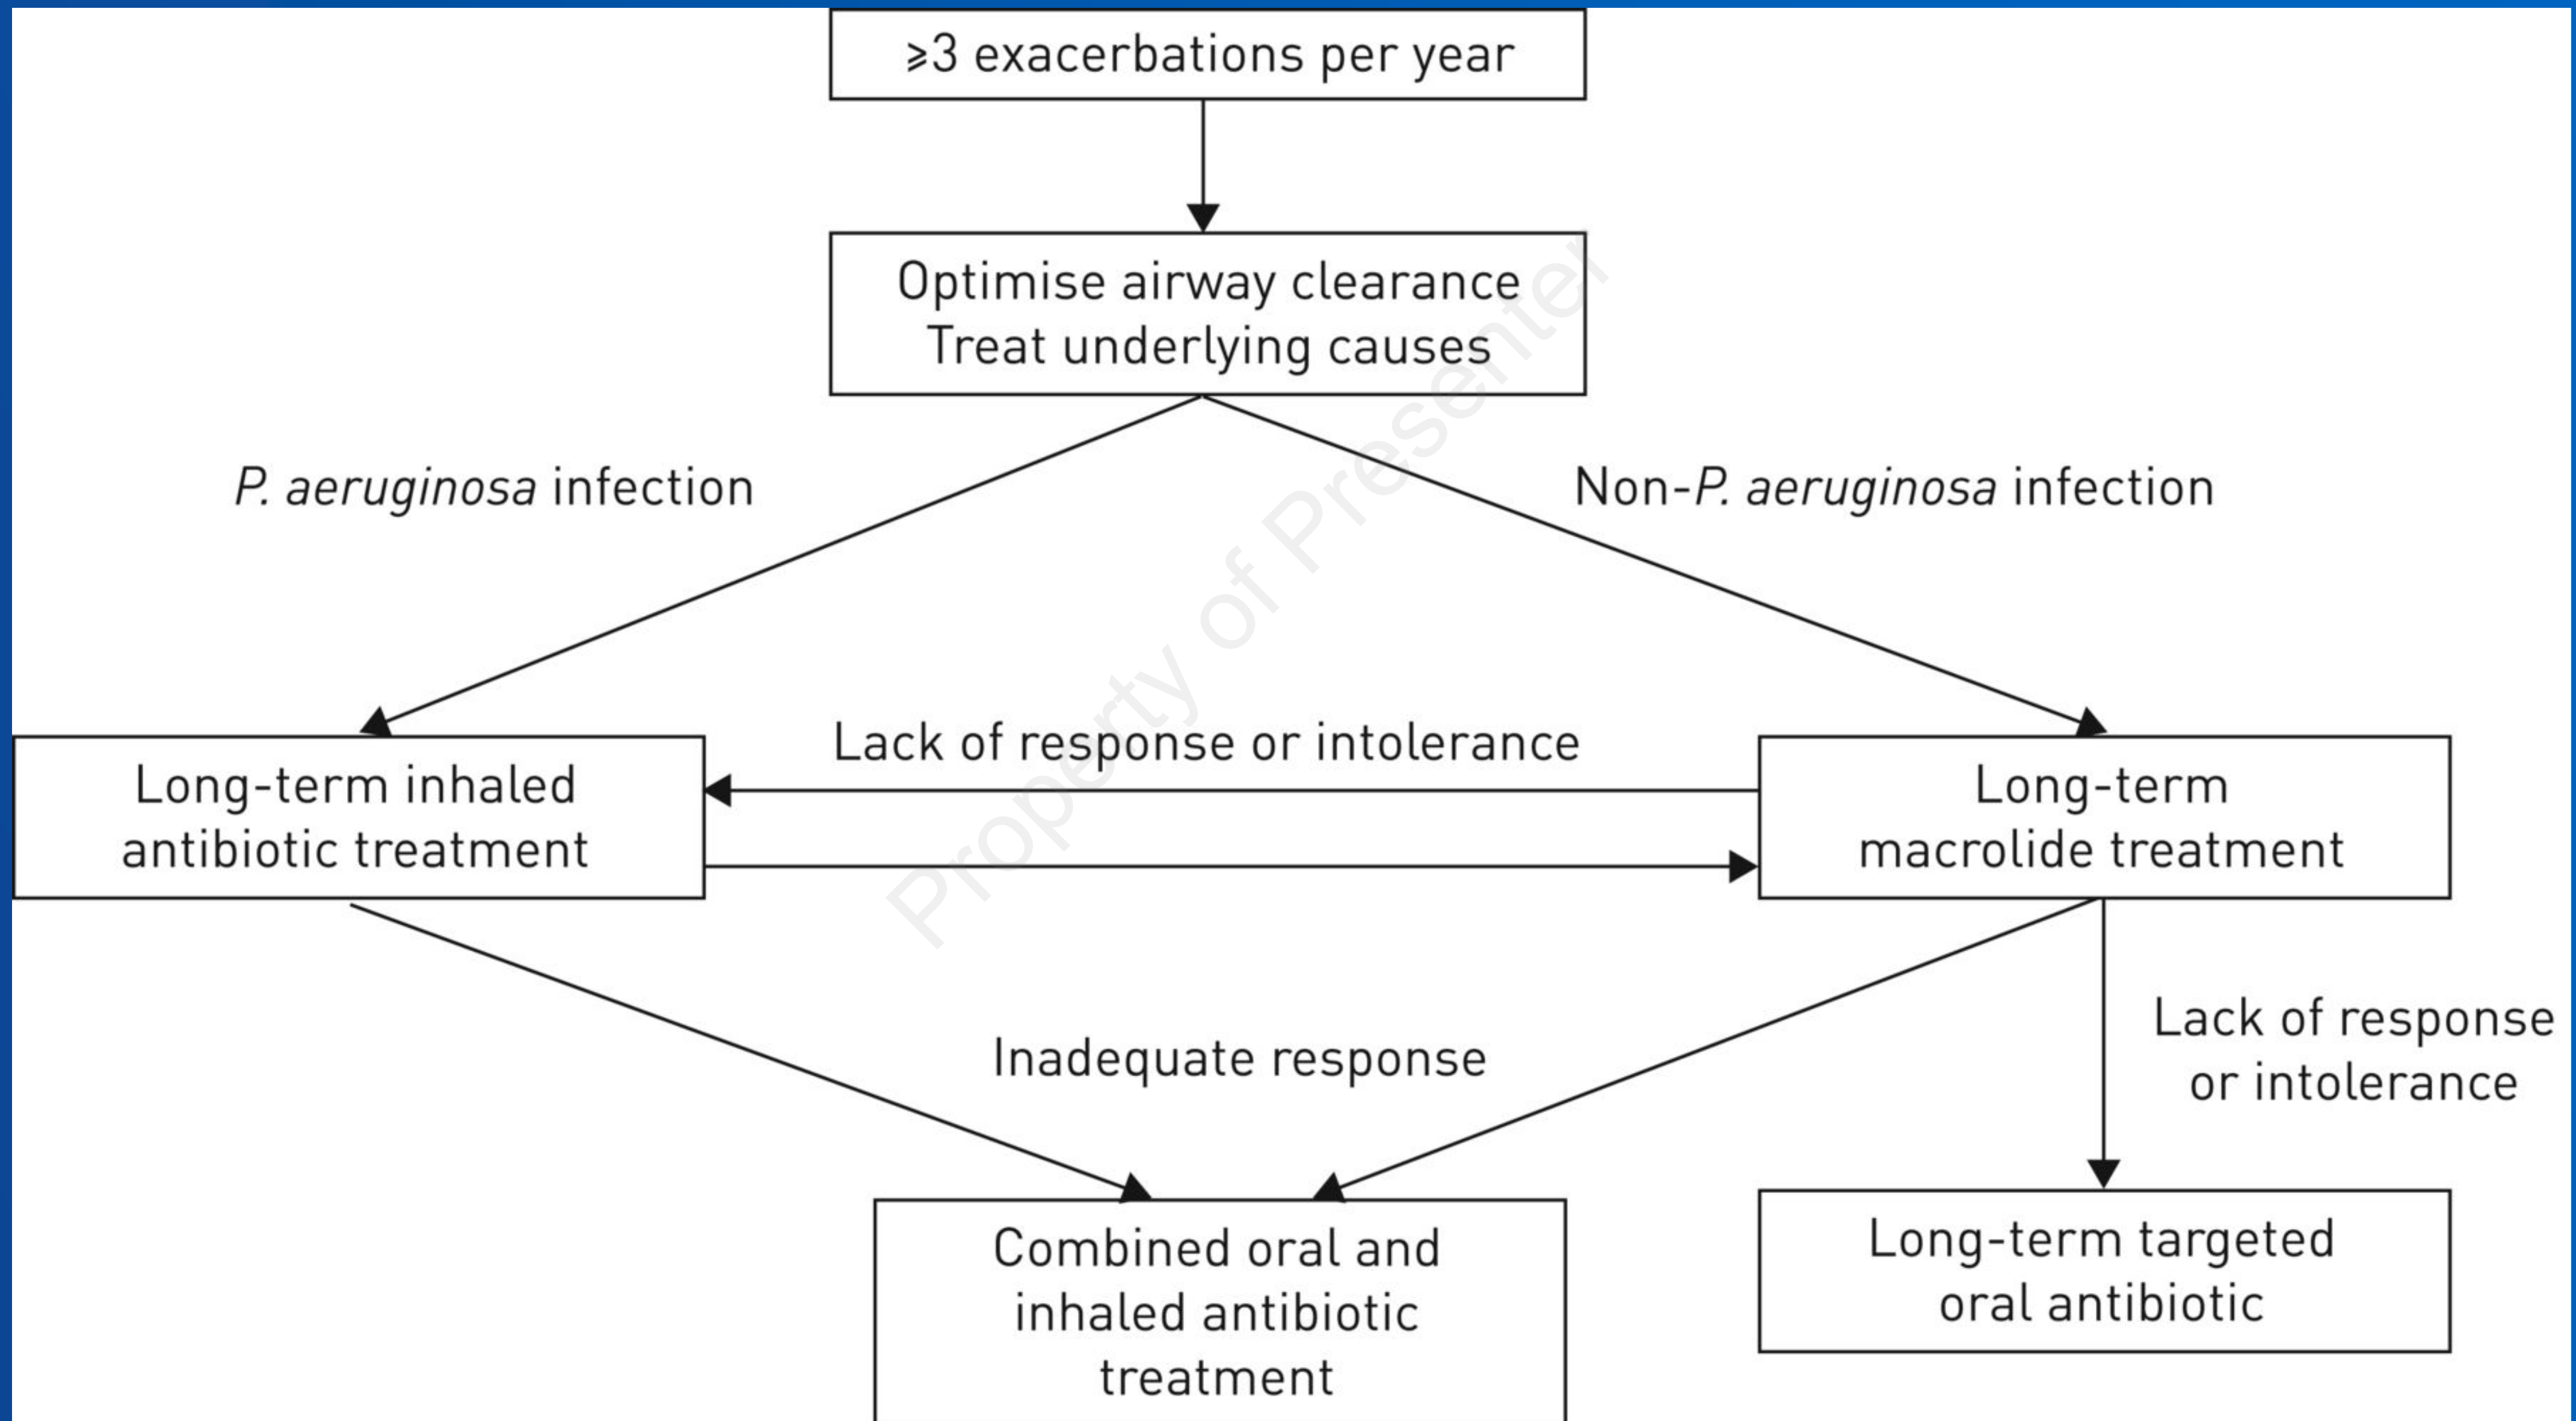 ≥3 exacerbations per year
Optimise airway clearance
Treat underlying causes
P. aeruginosa infection
Non-P. aeruginosa infection
Lack of response or intolerance
Long-term inhaled
antibiotic treatment
Long-term
macrolide treatment
Inadequate response
Lack of response
or intolerance
Combined oral and
inhaled antibiotic
treatment
Long-term targeted
oral antibiotic
Property of Presenter